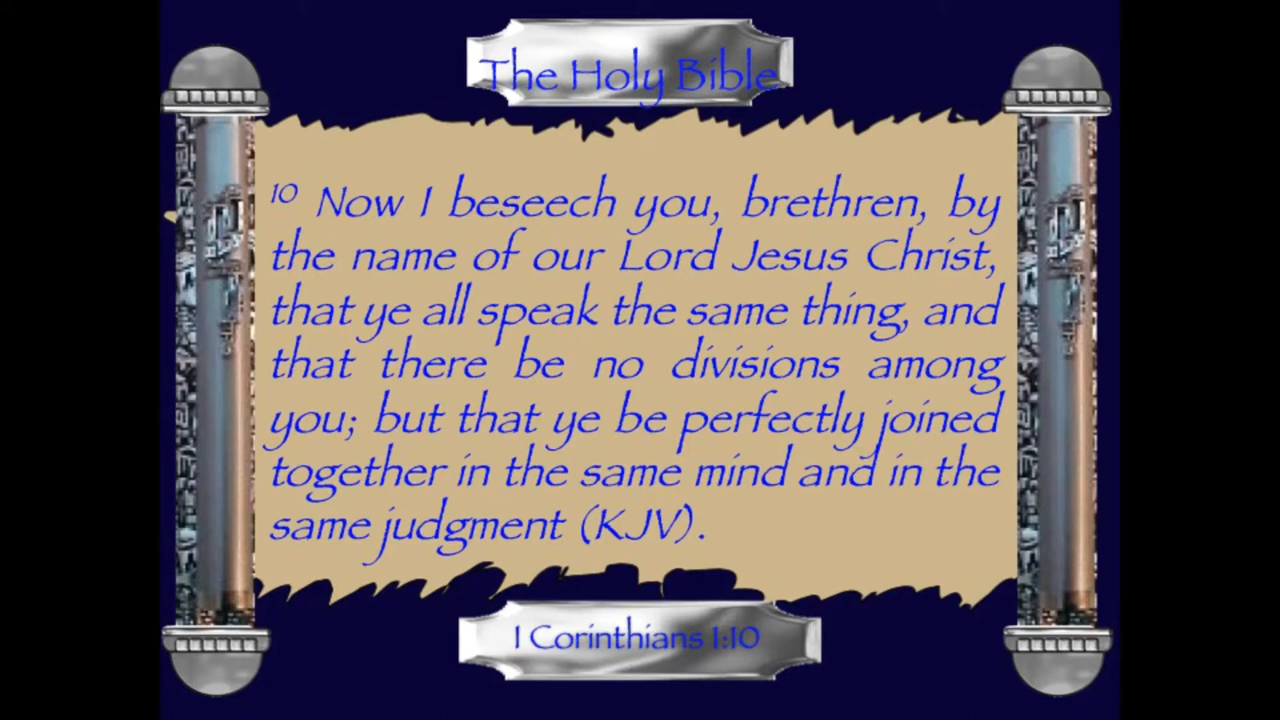 The Holy Bible
10 Now I beseech you, brethren, by
the name of our Lord Jesus Christ,
that ye all speak the same thing, and
that there be no divisions among
you; but that ye be perfectly joined
together in the same mind and in the
same judgment (KJV).
1 Corinthians 1:10